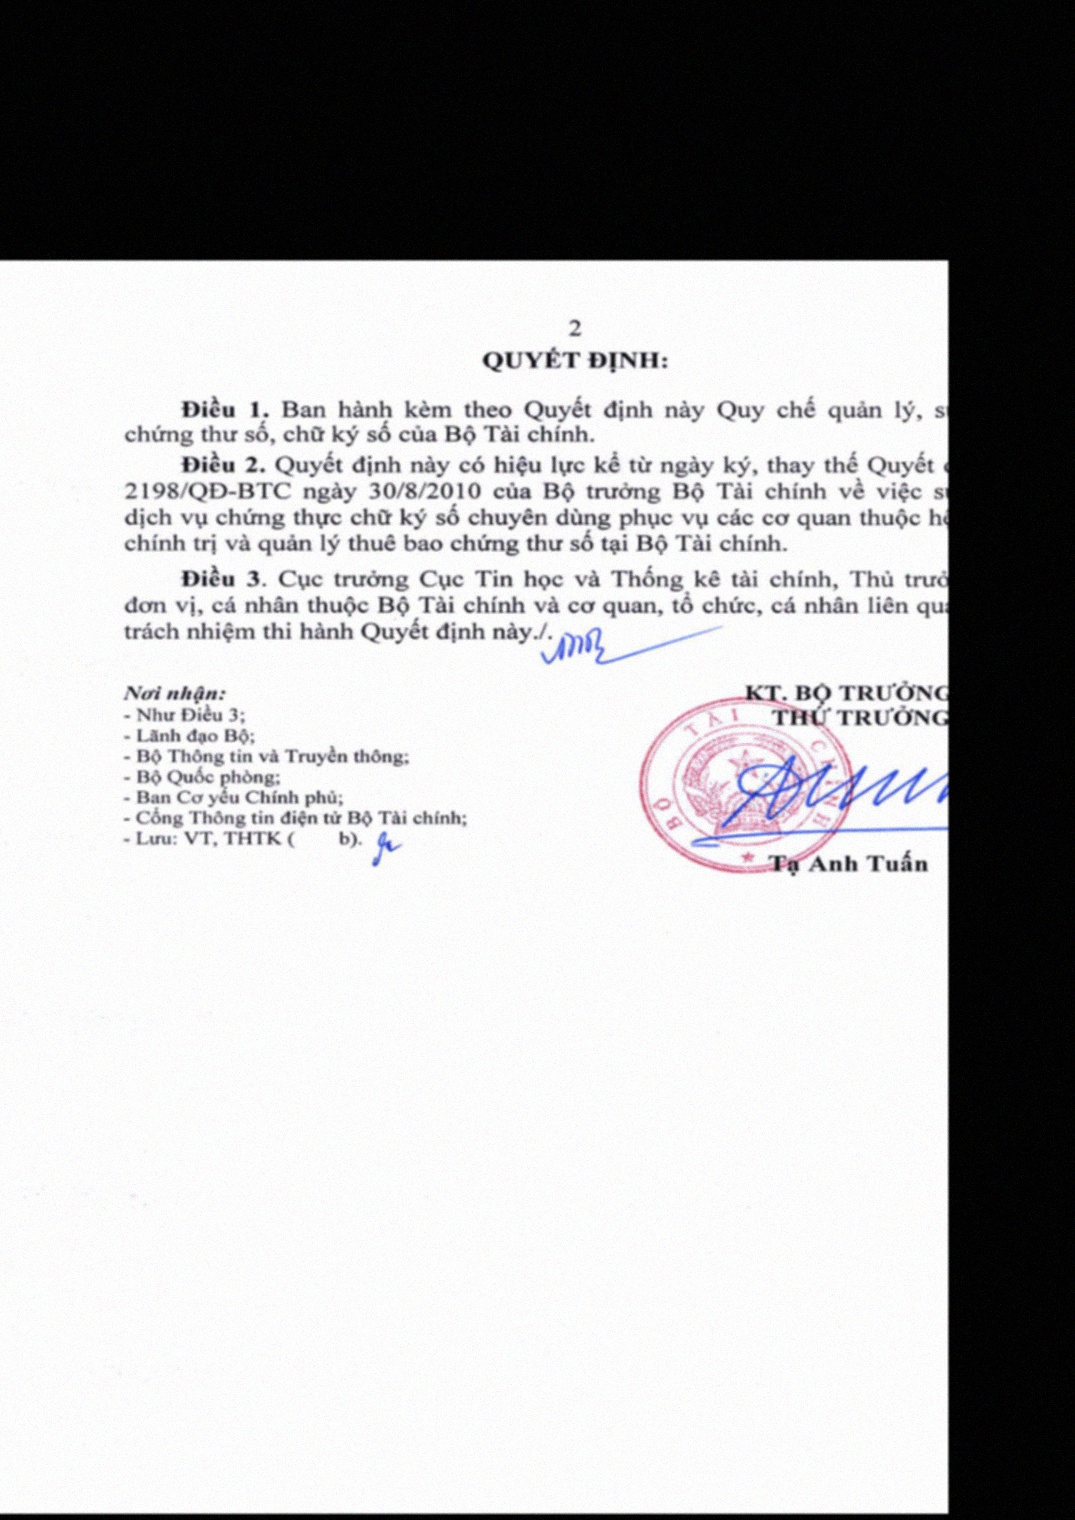 2
QUYẾT ĐỊNH:
Điều 1. Ban hành kèm theo Quyết định này Quy chế quản lý,
chứng thư số, chữ ký số của Bộ Tài chính.
Điều 2. Quyết định này có hiệu lực kể từ ngày ký, thay thế Quyết
2198/QĐ-BTC ngày 30/8/2010 của Bộ trưởng Bộ Tài chính về việc
dịch vụ chứng thực chữ ký số chuyên dùng phục vụ các cơ quan thuộc
chính trị và quản lý thuê bao chứng thư số tại Bộ Tài chính.
Điều 3. Cục trưởng Cục Tin học và Thống kê tài chính, Thủ
đơn vị, cá nhân thuộc Bộ Tài chính và cơ quan, tổ chức, cá nhân liên
trách nhiệm thi hành Quyết định này./.
Nơi nhận:
- Như Điều 3;
- Lãnh đạo Bộ;
- Bộ Thông tin và Truyền thông;
- Bộ Quốc phòng;
- Ban Cơ yếu Chính phủ;
- Cổng Thông tin điện tử Bộ Tài chính;
- Lưu: VT, THTK ( b).
KT. BỘ TRƯỞNG
THỨ TRƯỞNG
BỘ TÀI CHÍNH
Tạ Anh Tuấn